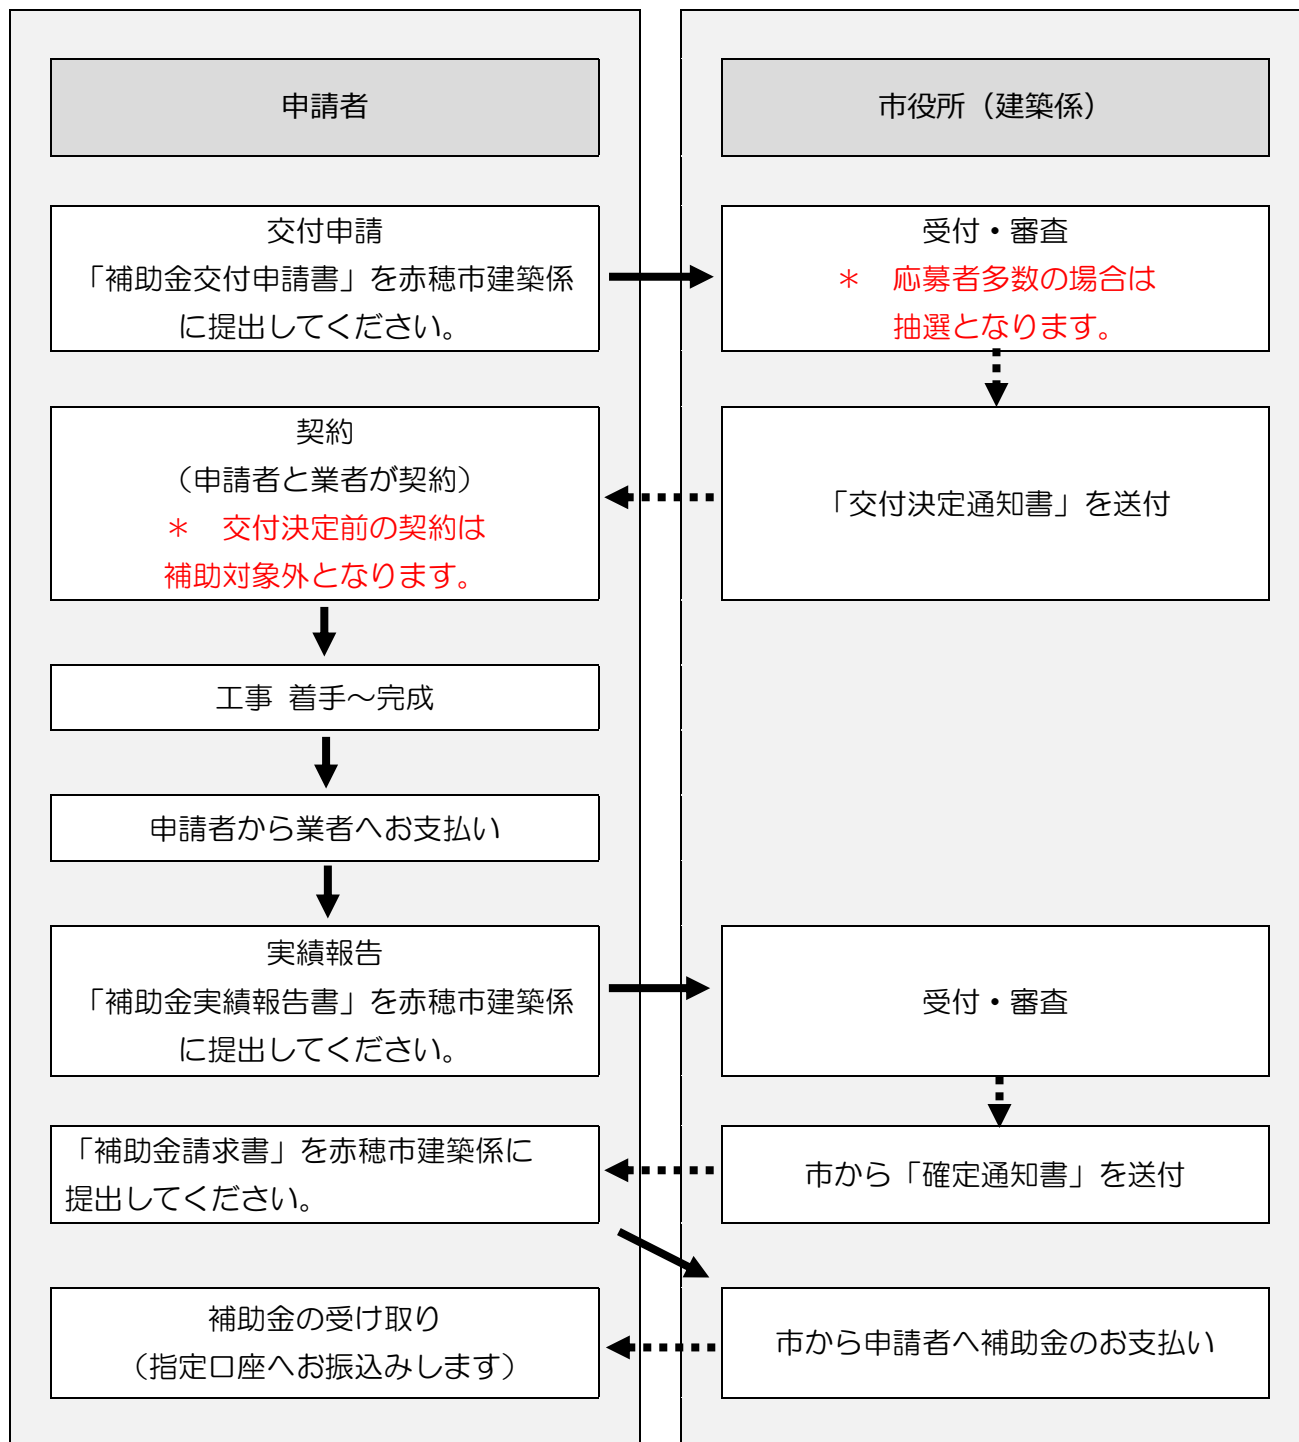 申請者
市役所（建築係）
交付申請
「補助金交付申請書」を赤穂市建築係
に提出してください。
受付・審査
＊　応募者多数の場合は
抽選となります。
契約
（申請者と業者が契約）
＊　交付決定前の契約は
補助対象外となります。
「交付決定通知書」を送付
工事 着手～完成
申請者から業者へお支払い
実績報告
「補助金実績報告書」を赤穂市建築係
に提出してください。
受付・審査
「補助金請求書」を赤穂市建築係に
提出してください。
市から「確定通知書」を送付
補助金の受け取り
（指定口座へお振込みします）
市から申請者へ補助金のお支払い